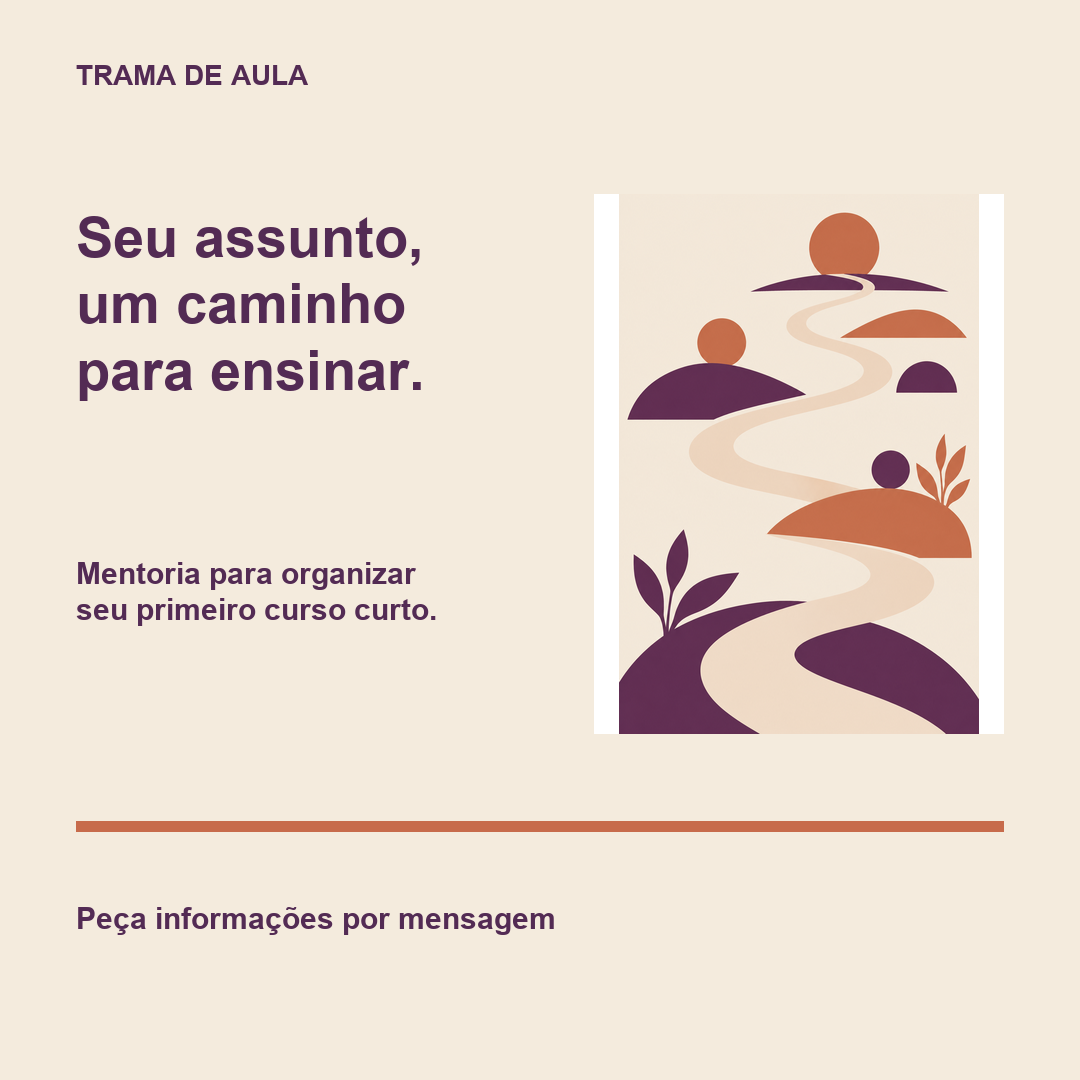 TRAMA DE AULA
Seu assunto,
um caminho
para ensinar.
Mentoria para organizar
seu primeiro curso curto.
Peça informações por mensagem